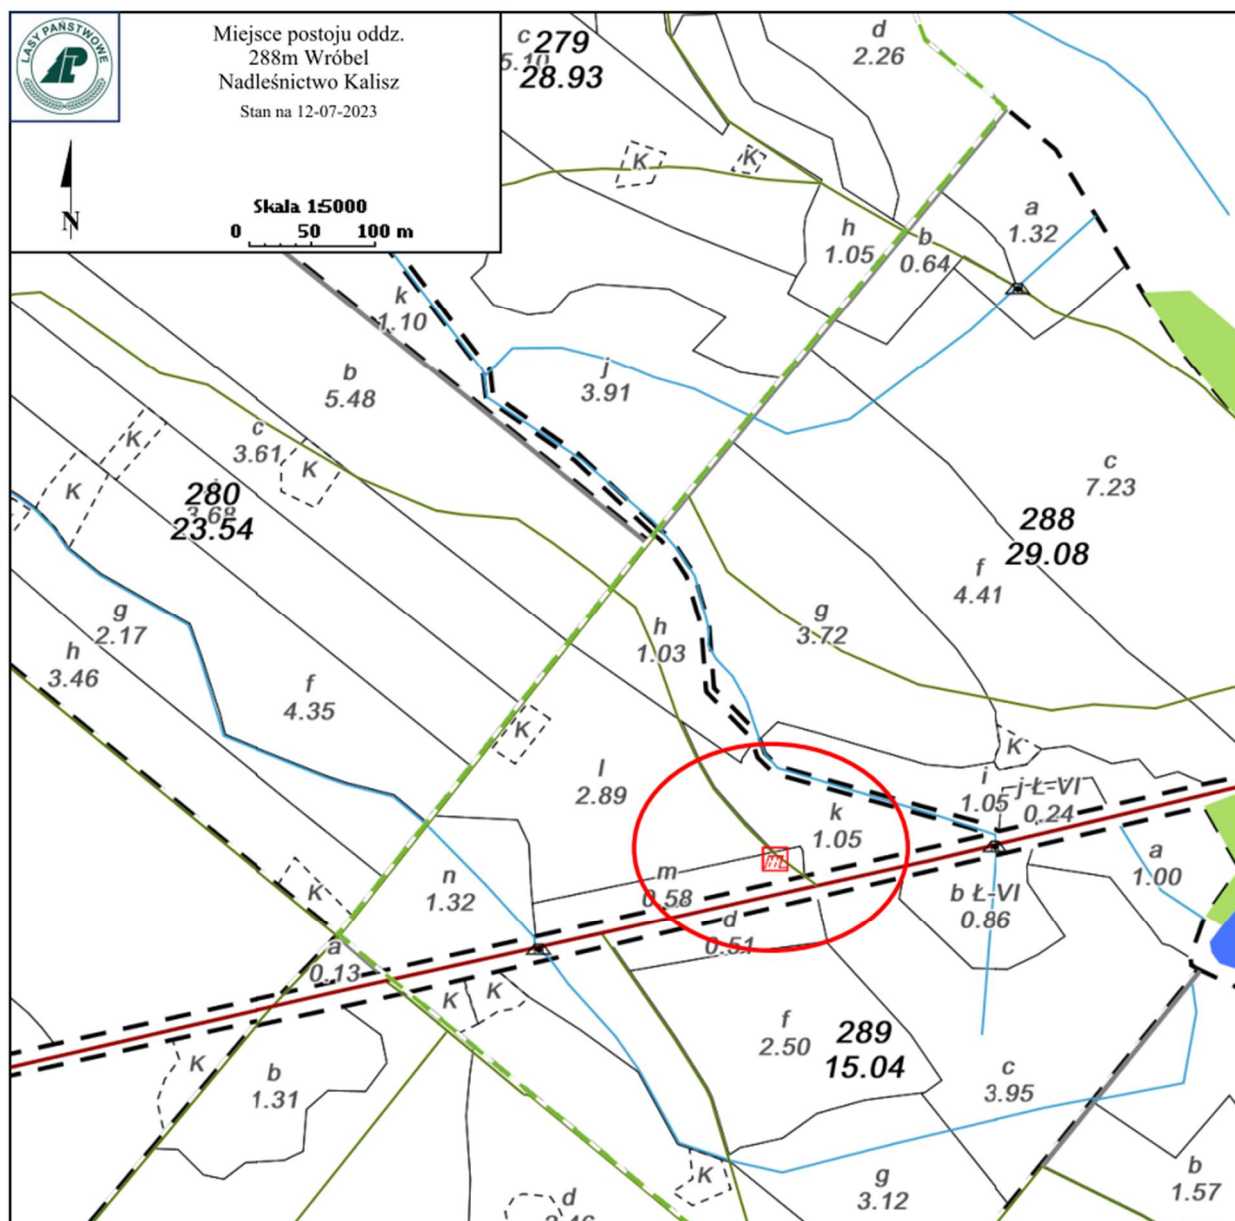 LASY PAŃSTWOWE
Miejsce postoju oddz.
288m Wróbel
Nadleśnictwo Kalisz
Stan na 12-07-2023
N
Skala 1:5000
0 50 100 m
c
5.10
279
28.93
d
2.26
K
K
a
1.32
h
1.05
b
0.64
k
1.10
j
3.91
b
5.48
c
3.61
K
K
K
280
23.54
3.68
c
7.23
288
29.08
f
4.41
g
2.17
h
3.46
f
4.35
h
1.03
g
3.72
K
K
l
2.89
i
1.05
j-Ł-VI
0.24
k
1.05
a
1.00
m
0.58
n
1.32
K
b Ł-VI
0.86
d
0.51
a
0.13
K
K
K
f
2.50
289
15.04
b
1.31
c
3.95
K
g
3.12
b
1.57
d